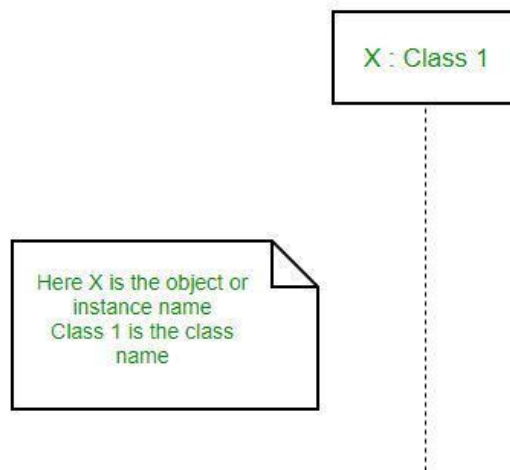 X : Class 1
Here X is the object or
instance name
Class 1 is the class
name